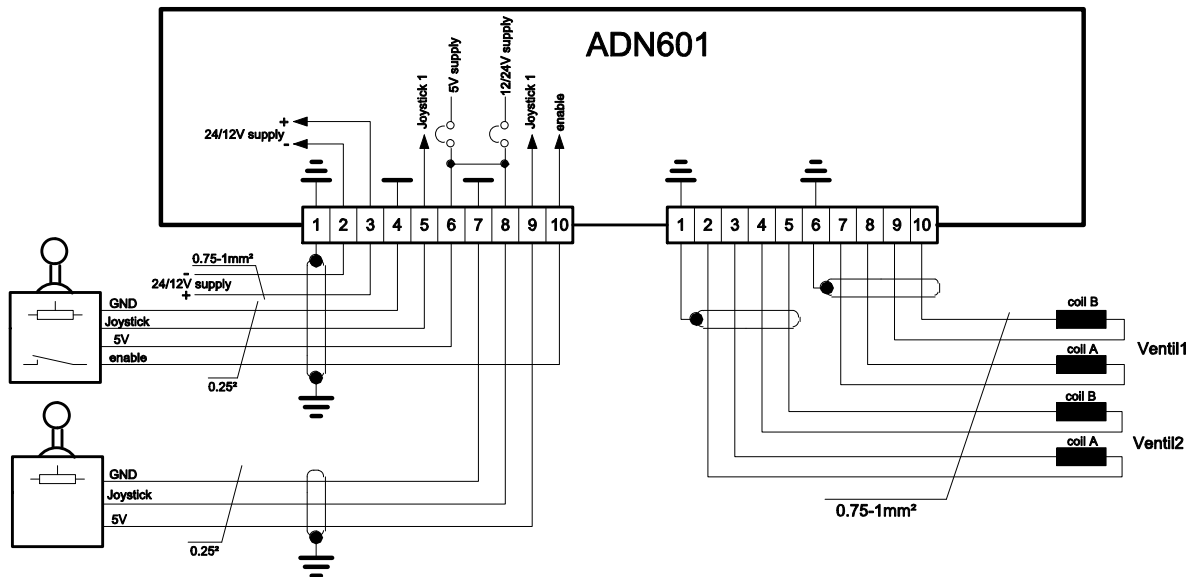 ADN601
Joystick 1
5V supply
12/24V supply
Joystick 1
enable
+
24/12V supply
-
1 2 3 4 5 6 7 8 9 10
1 2 3 4 5 6 7 8 9 10
0.75-1mm²
-
24/12V supply
+
GND
Joystick
5V
enable
0.25²
GND
Joystick
5V
0.25²
coil B
Ventil1
coil A
coil B
Ventil2
coil A
0.75-1mm²